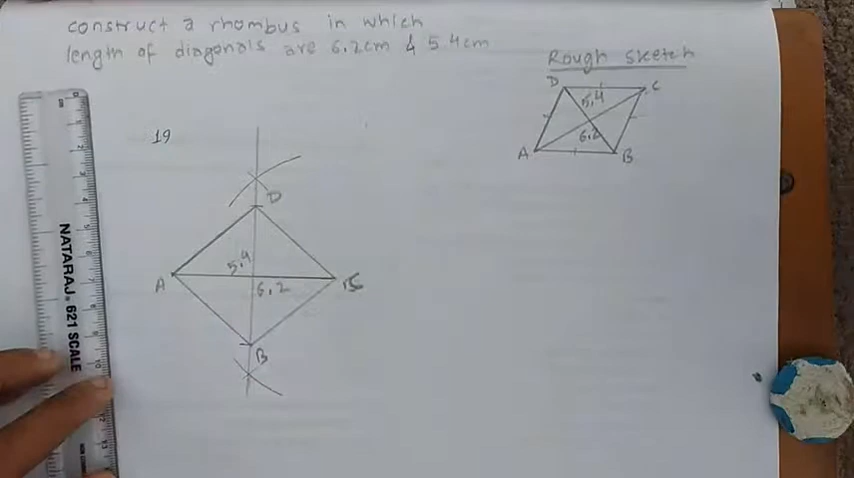 construct a rhombus in which
length of diagonals are 6.2cm & 5.4cm
Rough sketch
D
C
5.4
6.2
A
B
19
D
5.4
A
6.2
C
B
NATARAJ 621 SCALE